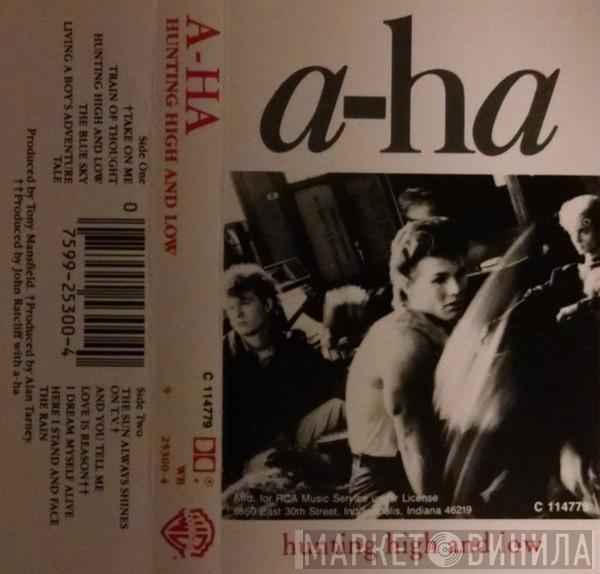 Side One
†TAKE ON ME
TRAIN OF THOUGHT
HUNTING HIGH AND LOW
THE BLUE SKY
LIVING A BOY'S ADVENTURE
TALE
0
7599-25300-4
Side Two
THE SUN ALWAYS SHINES
ON T.V.†
AND YOU TELL ME
LOVE IS REASON††
I DREAM MYSELF ALIVE
HERE I STAND AND FACE
THE RAIN
Produced by Tony Mansfield. †Produced by Alan Tarney.
††Produced by John Ratcliff with a-ha
A-HA
HUNTING HIGH AND LOW
C 114779
WB
9 25300-4
a-ha
Mfd. for RCA Music Service under License
6550 East 30th Street, Indianapolis, Indiana 46219
C 114779
hunting high and low
МАРКЕТ ВИНИЛА